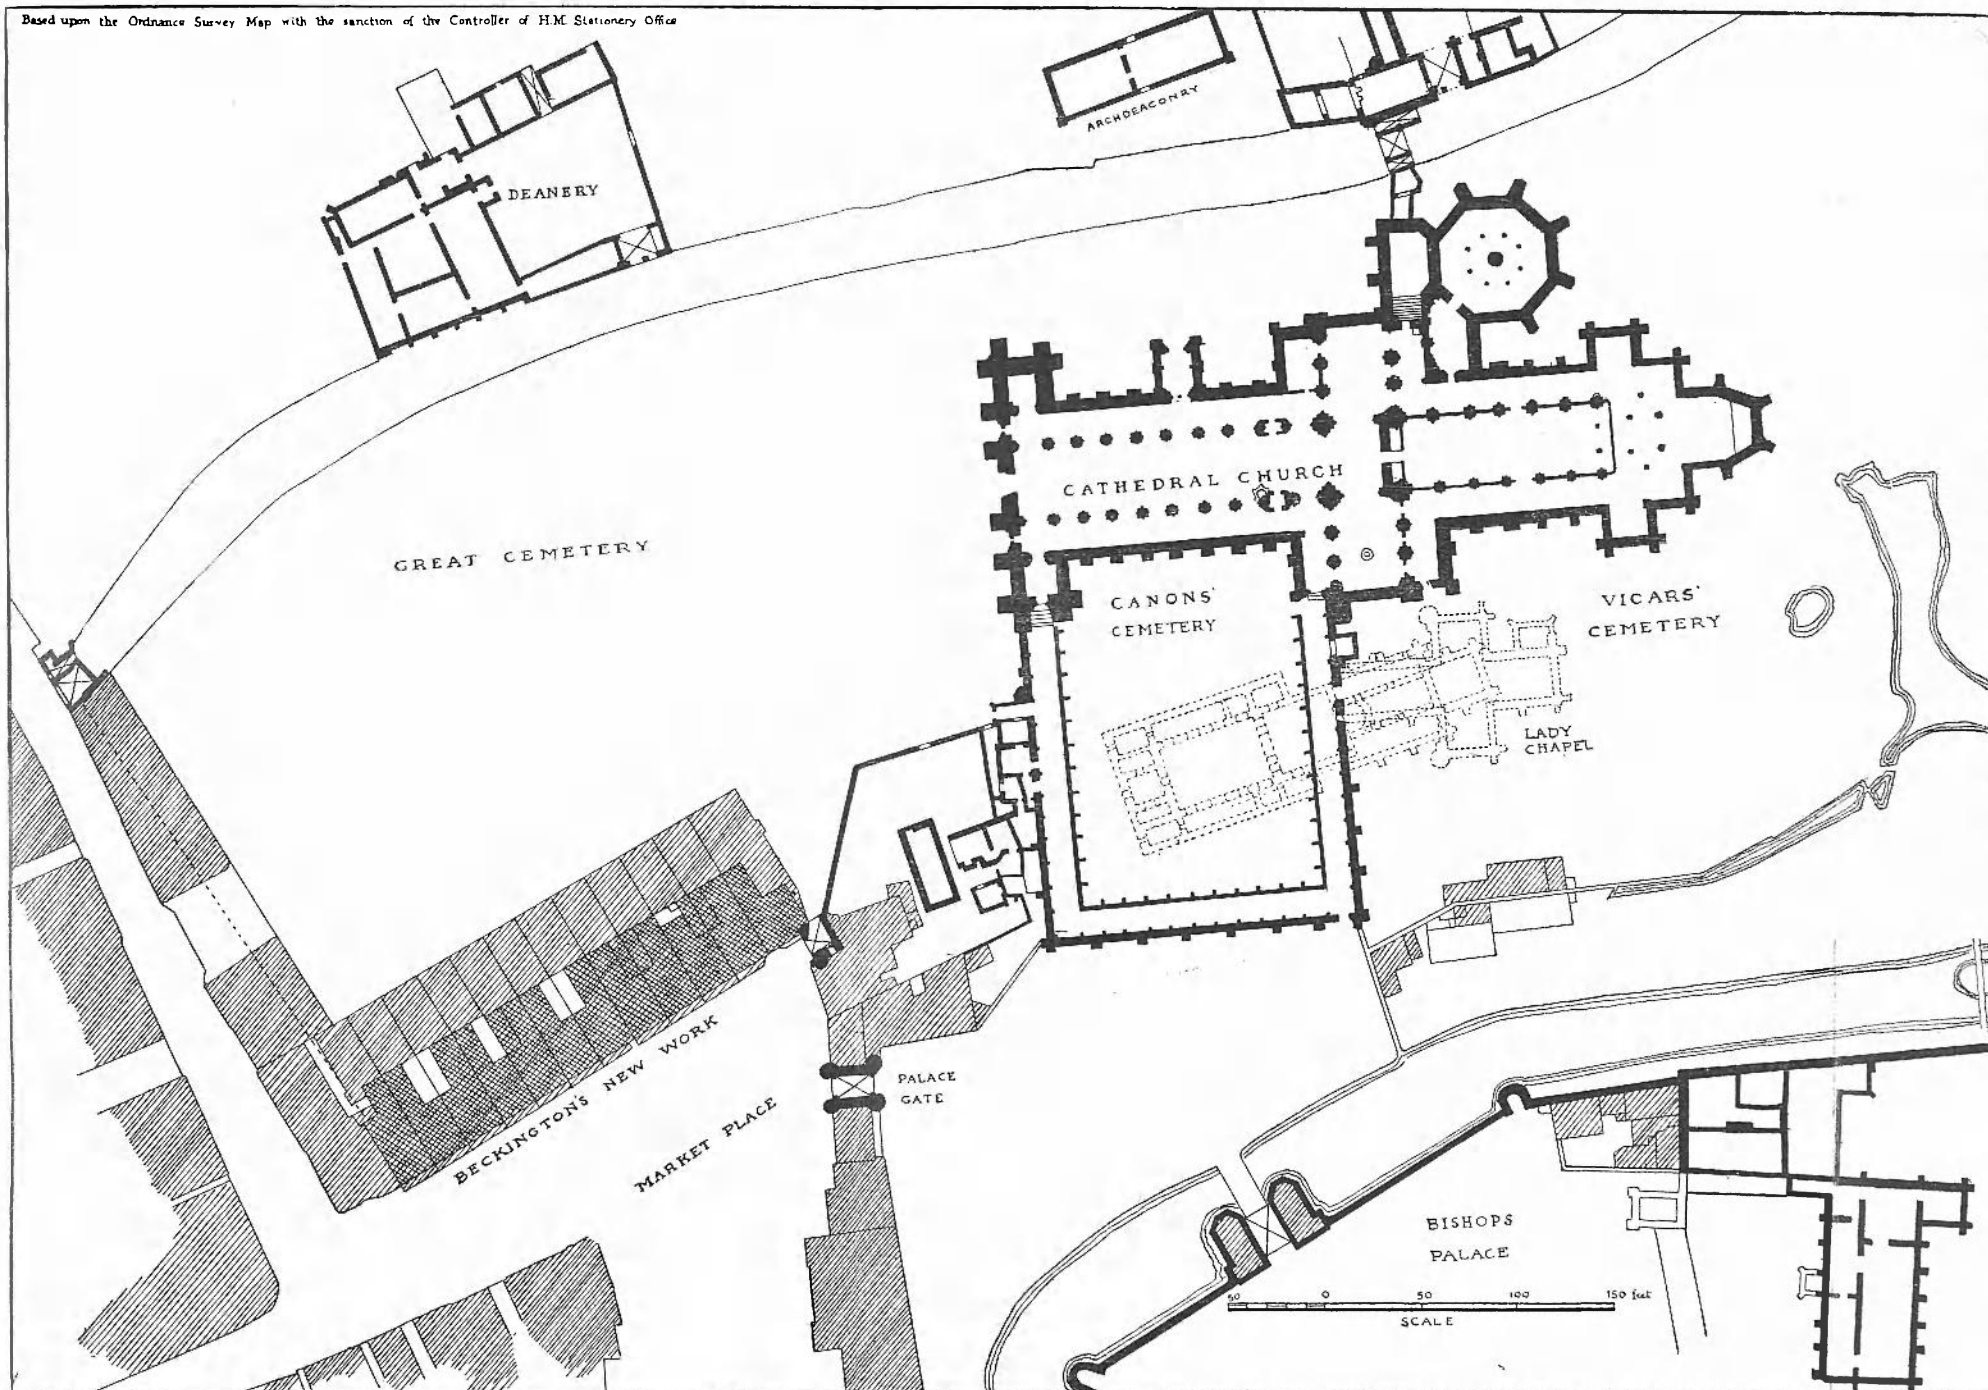 Based upon the Ordnance Survey Map with the sanction of the Controller of H.M. Stationery Office
ARCHDEACONRY
DEANERY
CATHEDRAL CHURCH
GREAT CEMETERY
CANONS'
CEMETERY
VICARS'
CEMETERY
LADY
CHAPEL
BECKINGTON'S NEW WORK
MARKET PLACE
PALACE
GATE
BISHOPS
PALACE
50 0 50 100 150 feet
SCALE